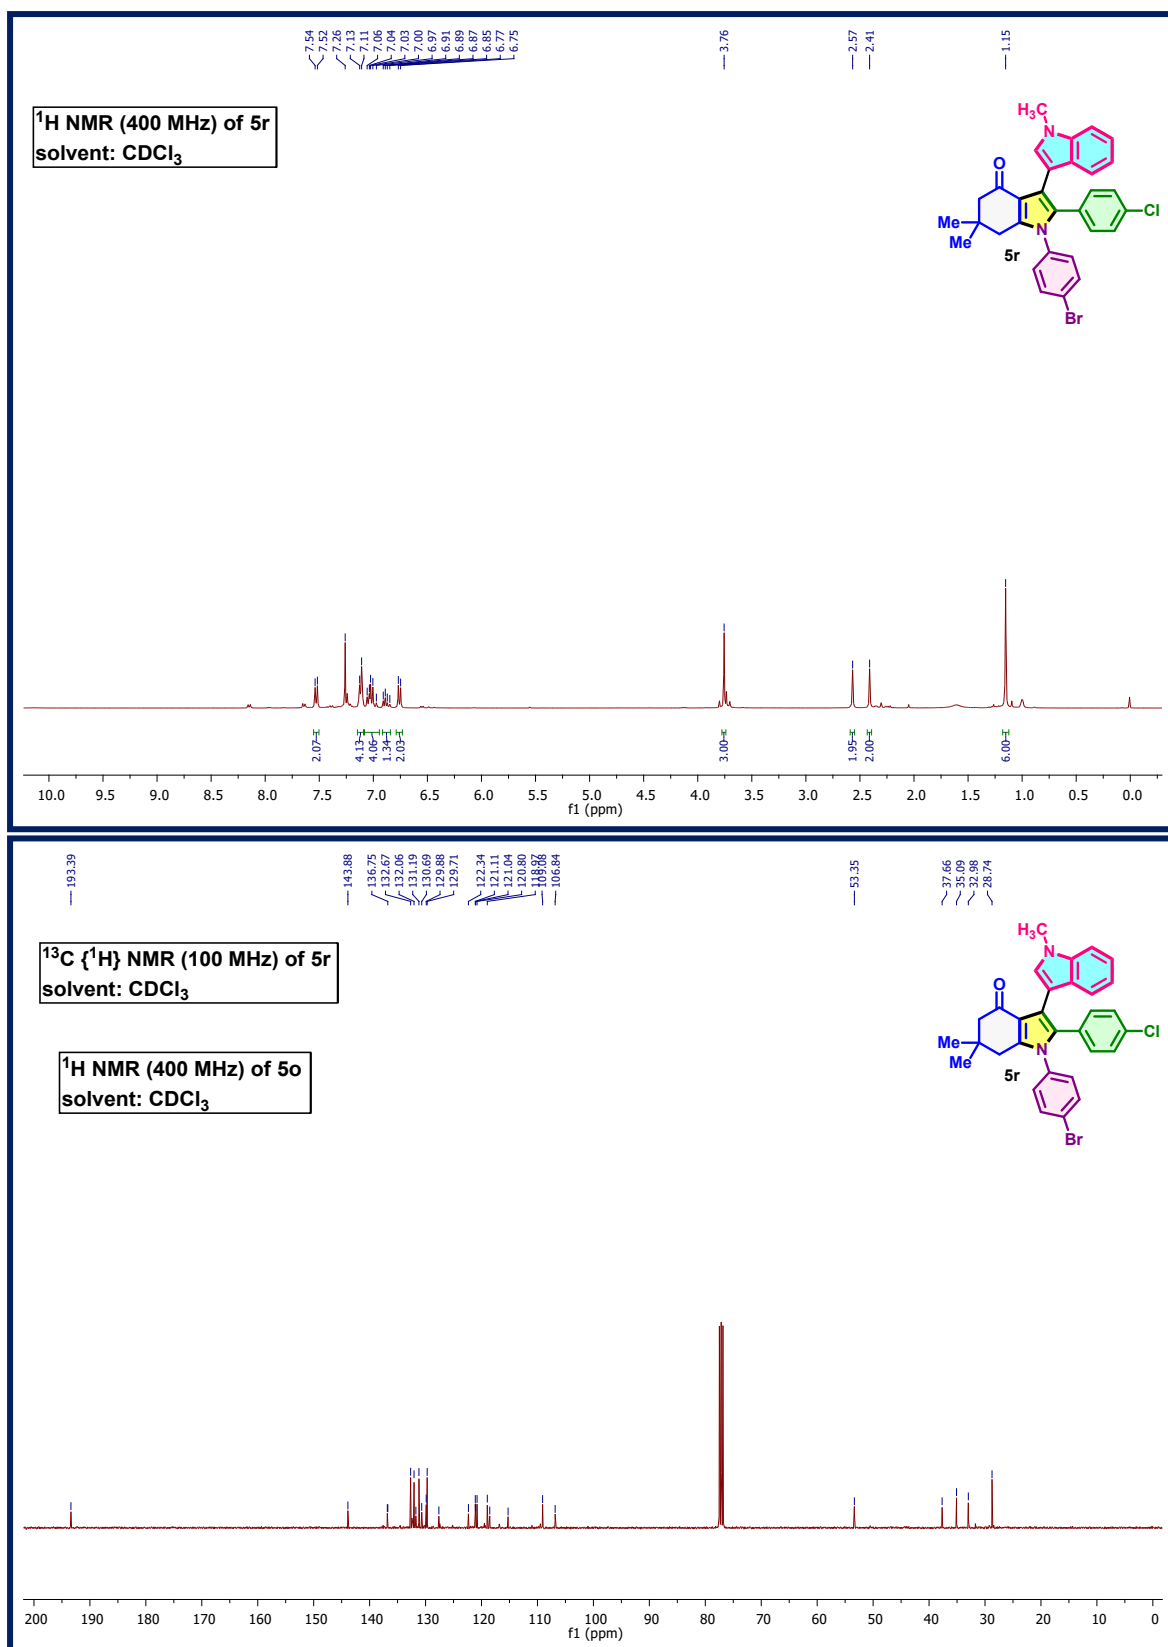 7.54
7.52
7.26
7.13
7.11
7.06
7.04
7.03
7.00
6.97
6.91
6.89
6.87
6.85
6.77
6.75
3.76
2.57
2.41
1.15
¹H NMR (400 MHz) of 5r
solvent: CDCl₃
H₃C
N
O
Cl
Me
Me
N
5r
Br
2.07
4.13
4.06
1.34
2.03
3.00
1.95
2.00
6.00
10.0 9.5 9.0 8.5 8.0 7.5 7.0 6.5 6.0 5.5 5.0 4.5 4.0 3.5 3.0 2.5 2.0 1.5 1.0 0.5 0.0
f1 (ppm)
193.39
143.88
136.75
132.67
132.06
131.19
130.69
129.88
129.71
122.34
121.11
121.04
120.80
118.97
109.08
106.84
53.35
37.66
35.09
32.98
28.74
¹³C {¹H} NMR (100 MHz) of 5r
solvent: CDCl₃
¹H NMR (400 MHz) of 5o
solvent: CDCl₃
H₃C
N
O
Cl
Me
Me
N
5r
Br
200 190 180 170 160 150 140 130 120 110 100 90 80 70 60 50 40 30 20 10 0
f1 (ppm)